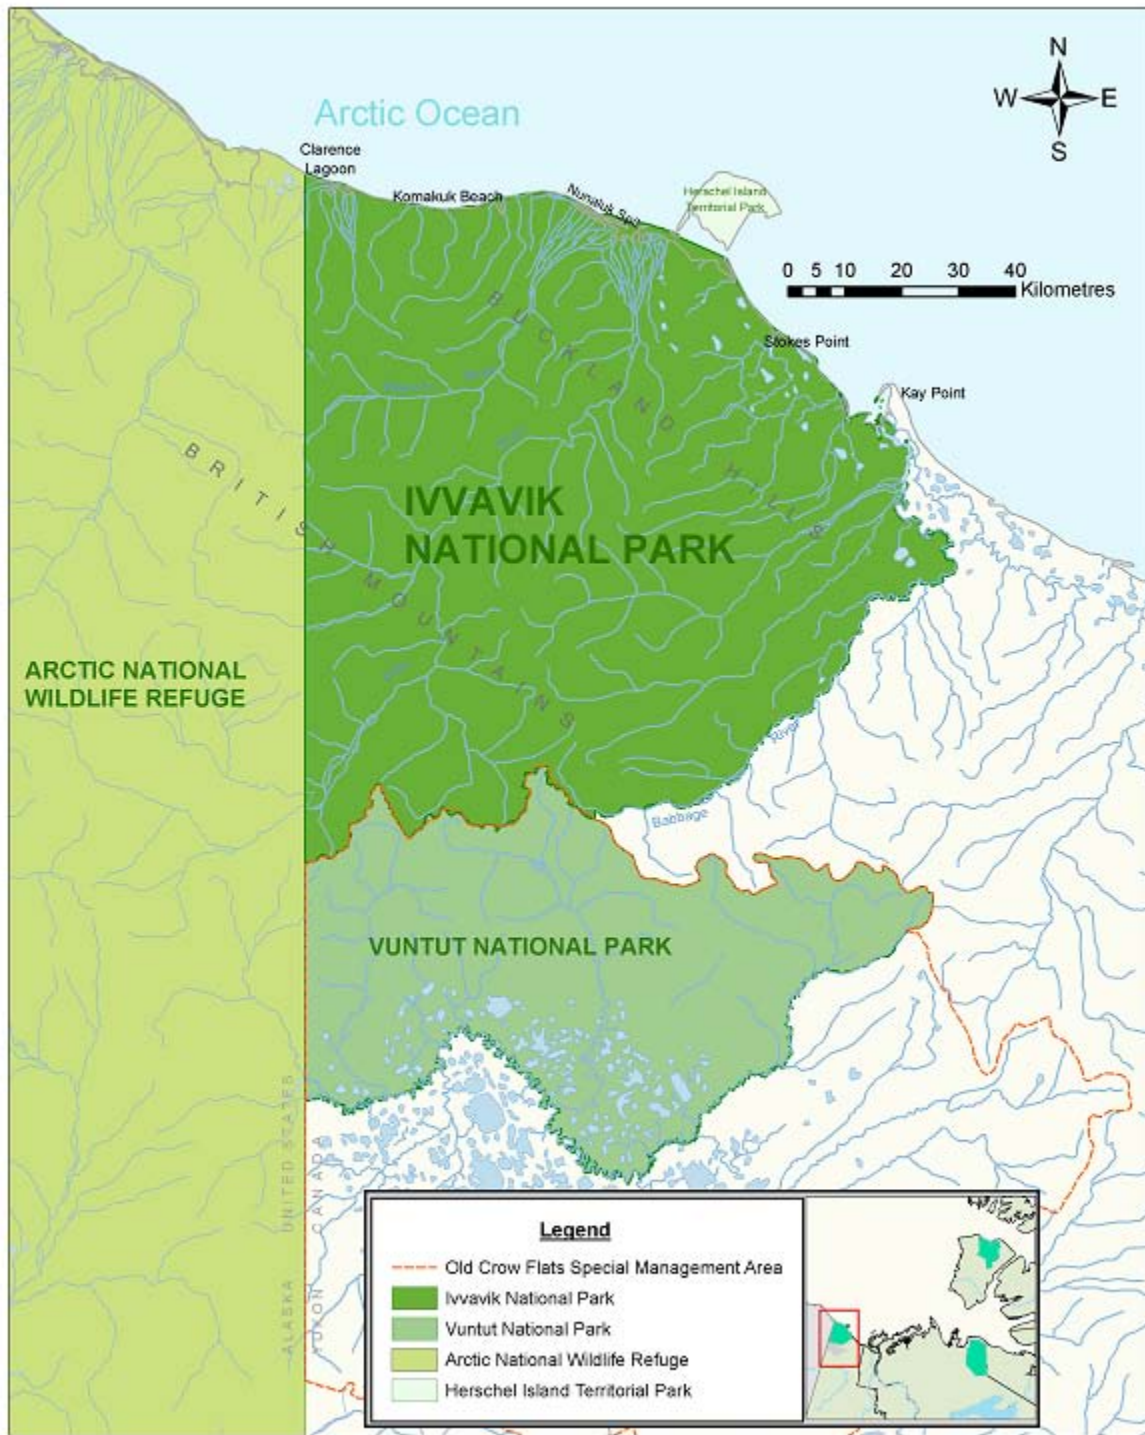 N
W E
S
Arctic Ocean
Clarence
Lagoon
Komakuk Beach
Nunaluk Spit
Herschel Island
Territorial Park
0 5 10 20 30 40
Kilometres
Stokes Point
Kay Point
BUCKLAND HILLS
BRITISH MOUNTAINS
IVVAVIK
NATIONAL PARK
ARCTIC NATIONAL
WILDLIFE REFUGE
River
Babbage
VUNTUT NATIONAL PARK
ALASKA UNITED STATES
YUKON CANADA
Legend
Old Crow Flats Special Management Area
Ivvavik National Park
Vuntut National Park
Arctic National Wildlife Refuge
Herschel Island Territorial Park